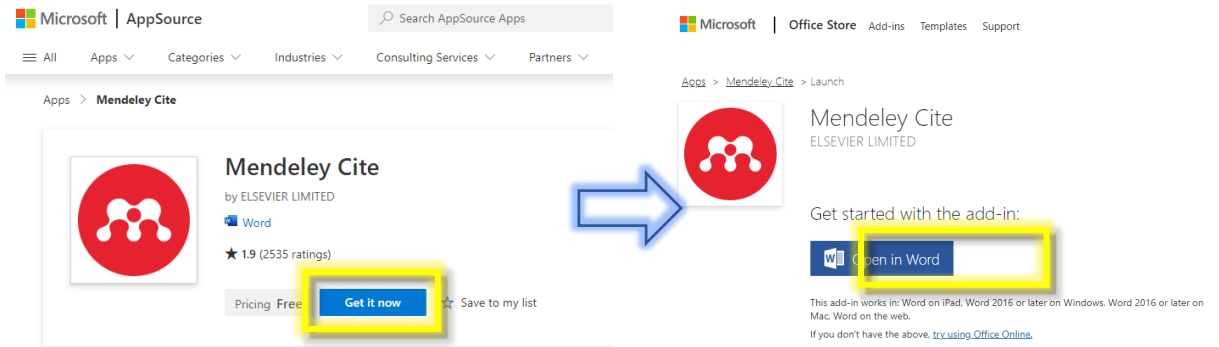 Microsoft | AppSource
Search AppSource Apps
All Apps Categories Industries Consulting Services Partners
Apps > Mendeley Cite
Mendeley Cite
by ELSEVIER LIMITED
Word
★ 1.9 (2535 ratings)
Pricing Free Get it now ☆ Save to my list
Microsoft | Office Store Add-ins Templates Support
Apps > Mendeley Cite > Launch
Mendeley Cite
ELSEVIER LIMITED
Get started with the add-in:
Open in Word
This add-in works in: Word on iPad, Word 2016 or later on Windows, Word 2016 or later on
Mac, Word on the web.
If you don't have the above, try using Office Online.